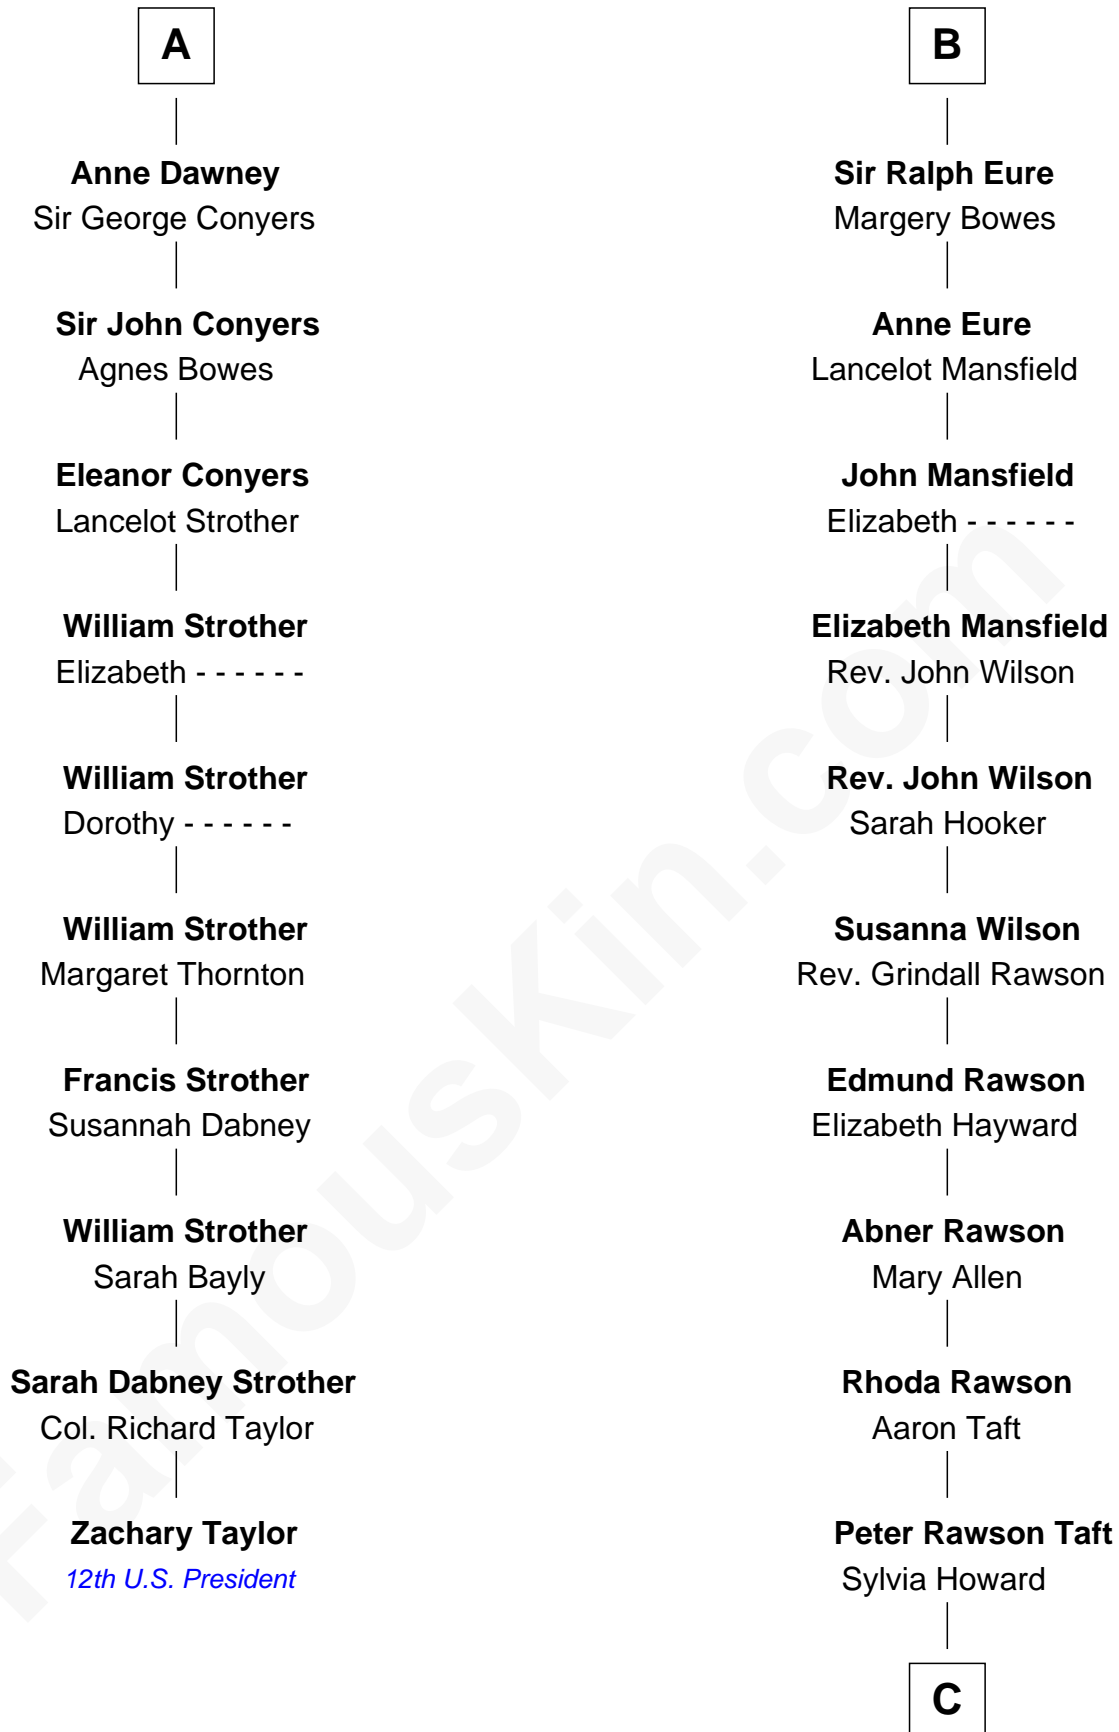 A
Anne Dawney
Sir George Conyers
Sir John Conyers
Agnes Bowes
Eleanor Conyers
Lancelot Strother
William Strother
Elizabeth - - - - - -
William Strother
Dorothy - - - - - -
William Strother
Margaret Thornton
Francis Strother
Susannah Dabney
William Strother
Sarah Bayly
Sarah Dabney Strother
Col. Richard Taylor
Zachary Taylor
12th U.S. President
B
Sir Ralph Eure
Margery Bowes
Anne Eure
Lancelot Mansfield
John Mansfield
Elizabeth - - - - - -
Elizabeth Mansfield
Rev. John Wilson
Rev. John Wilson
Sarah Hooker
Susanna Wilson
Rev. Grindall Rawson
Edmund Rawson
Elizabeth Hayward
Abner Rawson
Mary Allen
Rhoda Rawson
Aaron Taft
Peter Rawson Taft
Sylvia Howard
C
FamousKin.com